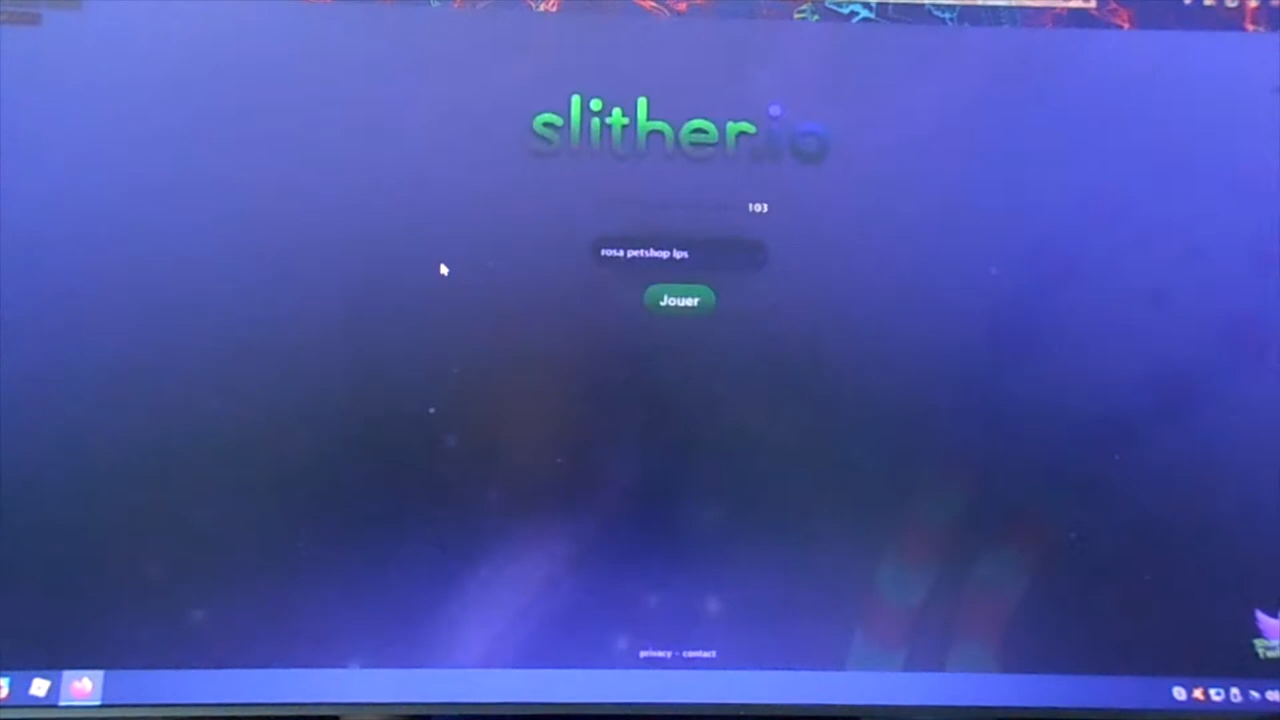 slither.io
103
rosa petshop lps
Jouer
privacy - contact